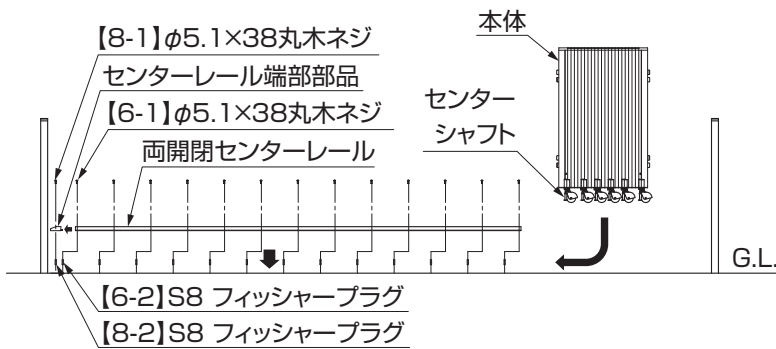 【8-1】φ5.1×38丸木ネジ
センターレール端部部品
【6-1】φ5.1×38丸木ネジ
両開閉センターレール
本体
センター
シャフト
G.L.
【6-2】S8 フィッシャープラグ
【8-2】S8 フィッシャープラグ